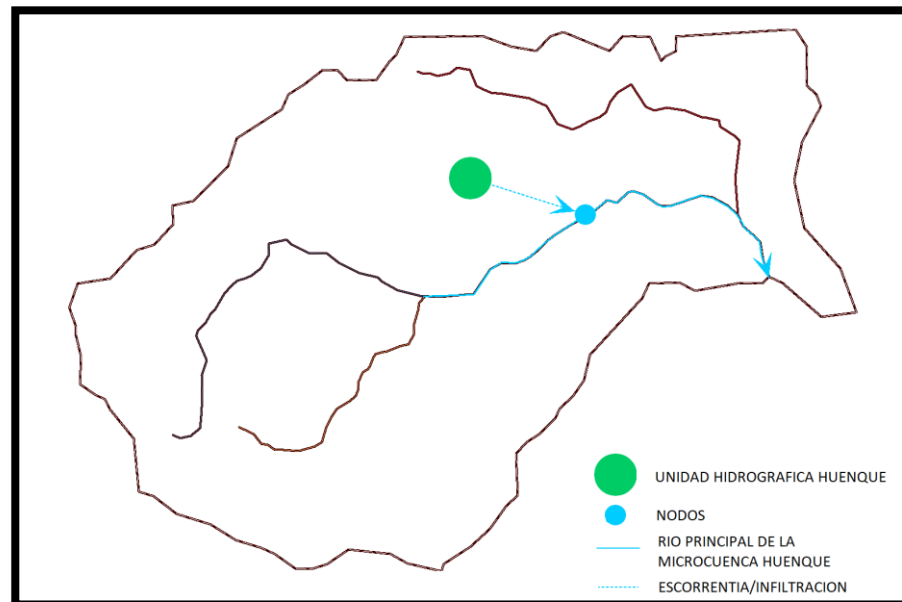 UNIDAD HIDROGRAFICA HUENQUE
NODOS
RIO PRINCIPAL DE LA
MICROCUENCA HUENQUE
ESCORRENTIA/INFILTRACION